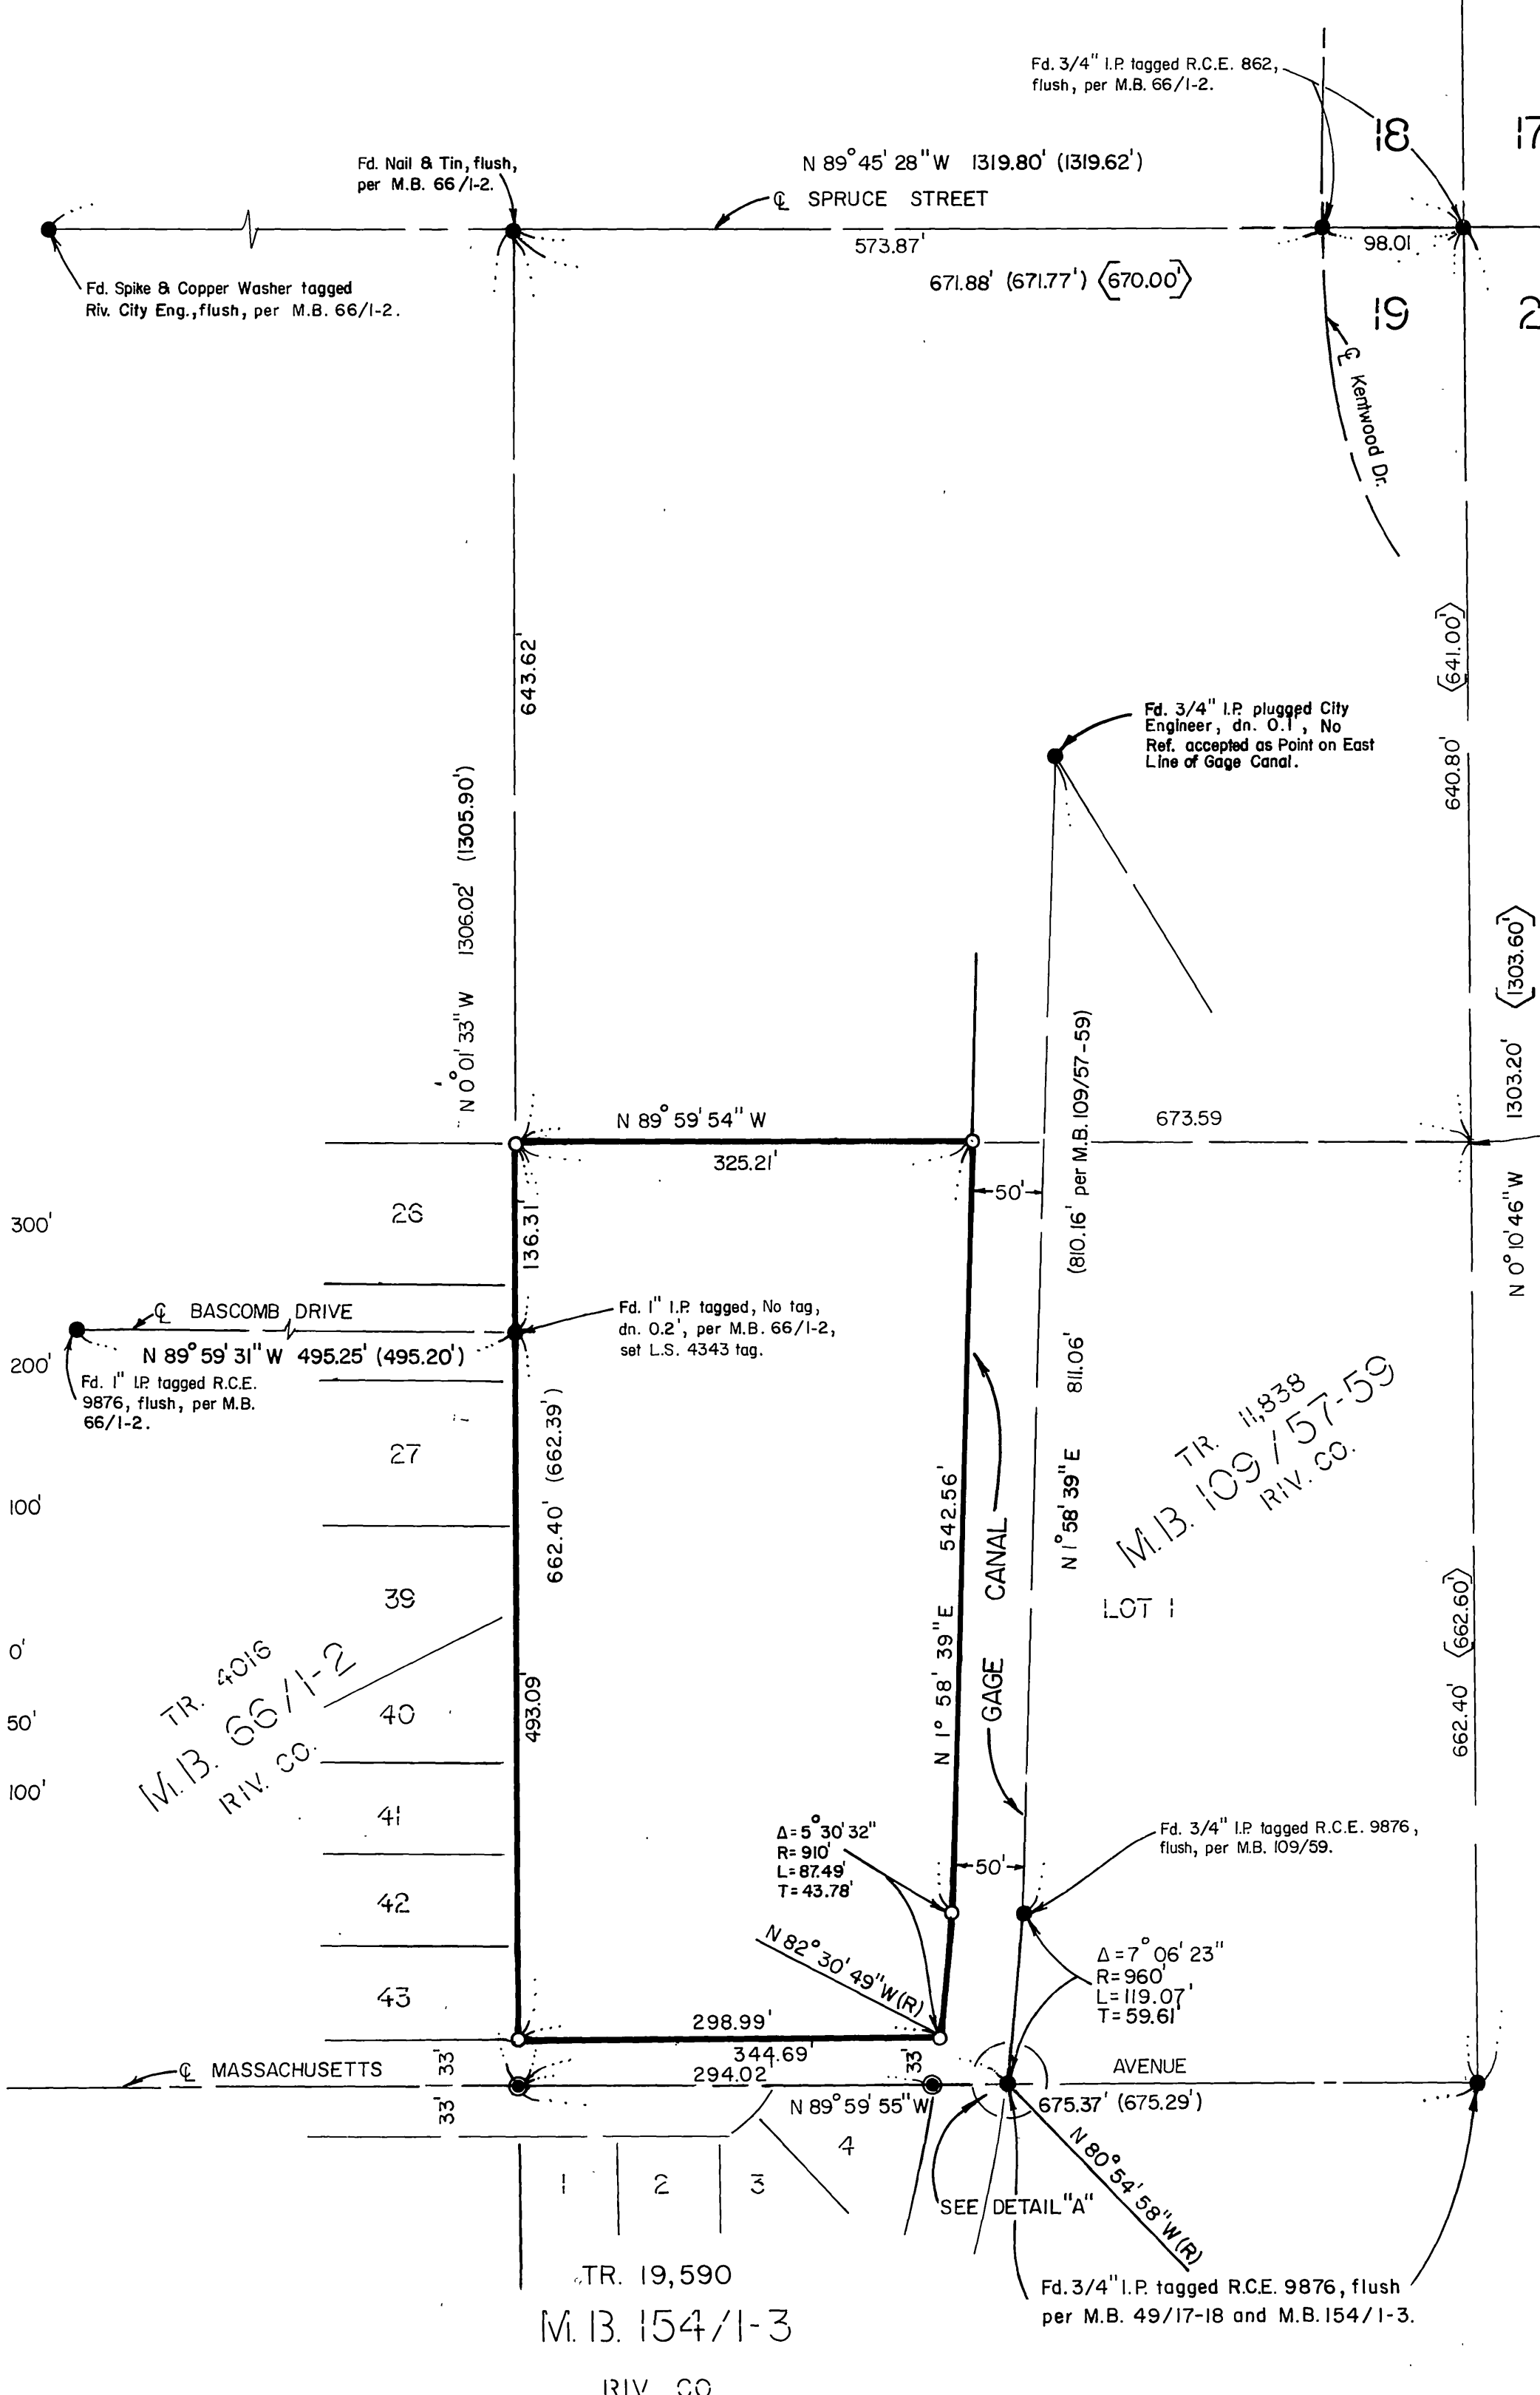 Fd. 3/4" I.P. tagged R.C.E. 862,
flush, per M.B. 66/1-2.
18
17
Fd. Nail & Tin, flush,
per M.B. 66/1-2.
N 89° 45' 28" W 1319.80' (1319.62')
℄ SPRUCE STREET
573.87'
98.01
671.88' (671.77') ⟨670.00'⟩
Fd. Spike & Copper Washer tagged
Riv. City Eng., flush, per M.B. 66/1-2.
19
2
℄ Kentwood Dr.
643.62'
⟨641.00'⟩
640.80'
Fd. 3/4" I.P. plugged City
Engineer, dn. 0.1', No
Ref. accepted as Point on East
Line of Gage Canal.
N 0° 01' 33" W 1306.02' (1305.90')
N 0° 10' 46" W 1303.20' ⟨1303.60'⟩
N 89° 59' 54" W
673.59
325.21'
50'
N 1° 58' 39" E 811.06' (810.16' per M.B. 109/57-59)
300'
26
136.31'
℄ BASCOMB DRIVE
N 89° 59' 31" W 495.25' (495.20')
Fd. 1" I.P. tagged, No tag,
dn. 0.2', per M.B. 66/1-2,
set L.S. 4343 tag.
200'
Fd. 1" I.P. tagged R.C.E.
9876, flush, per M.B.
66/1-2.
27
662.40' (662.39')
TR. 11,838
M.B. 109/57-59
RIV. CO.
100'
N 1° 58' 39" E 542.56'
GAGE CANAL
39
LOT 1
662.40' ⟨662.60'⟩
0'
TR. 4016
M.B. 66/1-2
RIV. CO.
493.09'
50'
40
100'
41
Δ=5° 30' 32"
R=910'
L=87.49'
T=43.78'
50'
Fd. 3/4" I.P. tagged R.C.E. 9876,
flush, per M.B. 109/59.
42
N 82° 30' 49" W (R)
Δ=7° 06' 23"
R=960'
L=119.07'
T=59.61'
43
298.99'
344.69'
33'
33'
℄ MASSACHUSETTS
AVENUE
294.02'
33'
N 89° 59' 55" W
675.37' (675.29')
4
N 80° 54' 58" W (R)
1
2
3
SEE DETAIL "A"
TR. 19,590
M.B. 154/1-3
RIV. CO.
Fd. 3/4" I.P. tagged R.C.E. 9876, flush
per M.B. 49/17-18 and M.B. 154/1-3.